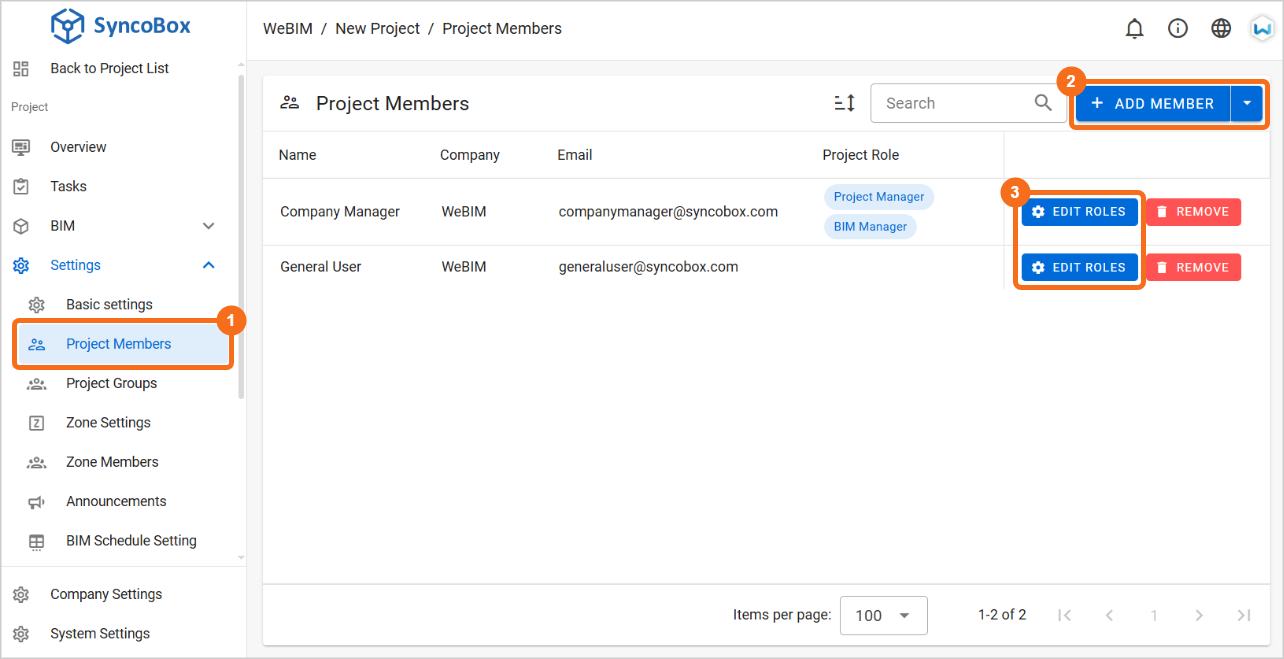 SyncoBox
WeBIM / New Project / Project Members
Back to Project List
Project
Overview
Tasks
BIM
Settings
Basic settings
1
Project Members
Project Groups
Z Zone Settings
Zone Members
Announcements
BIM Schedule Setting
Company Settings
System Settings
Project Members
Search
2
+ ADD MEMBER
Name Company Email Project Role
3
Company Manager WeBIM companymanager@syncobox.com Project Manager EDIT ROLES REMOVE
BIM Manager
General User WeBIM generaluser@syncobox.com EDIT ROLES REMOVE
Items per page: 100 1-2 of 2 1